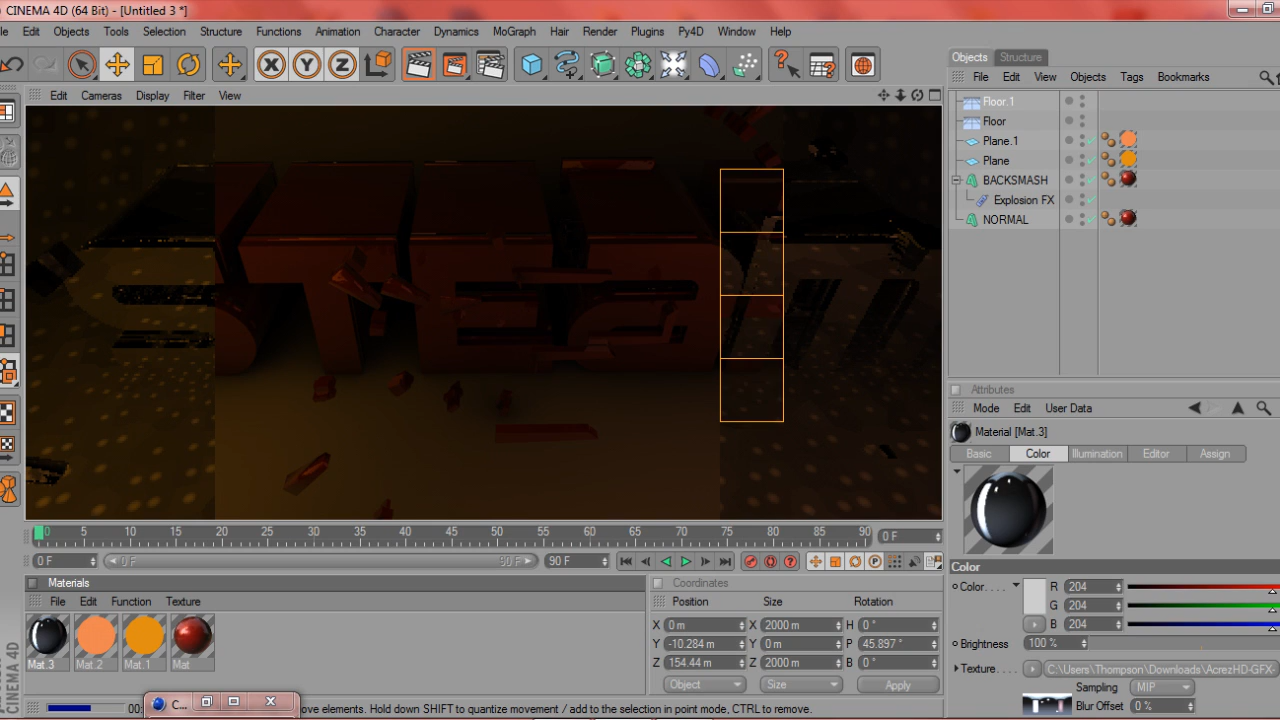 CINEMA 4D (64 Bit) - [Untitled 3 *]
Edit Objects Tools Selection Structure Functions Animation Character Dynamics MoGraph Hair Render Plugins Py4D Window Help
Edit Cameras Display Filter View
STEam
Objects Structure
File Edit View Objects Tags Bookmarks
Floor.1
Floor
Plane.1
Plane
BACKSMASH
Explosion FX
NORMAL
Attributes
Mode Edit User Data
Material [Mat.3]
Basic Color Illumination Editor Assign
Color
Color R 204
G 204
B 204
Brightness 100 %
Texture C:\Users\Thompson\Downloads\AcrezHD-GFX-
Sampling MIP
Blur Offset 0 %
0 5 10 15 20 25 30 35 40 45 50 55 60 65 70 75 80 85 90 0 F
0 F 0 F 90 F 90 F
Materials
File Edit Function Texture
Mat.3 Mat.2 Mat.1 Mat
Coordinates
Position Size Rotation
X 0 m X 2000 m H 0 °
Y -10.284 m Y 0 m P 45.897 °
Z 154.44 m Z 2000 m B 0 °
Object Size Apply
CINEMA 4D
00: C... ove element hold down SHIFT to quantize movement / add to the selection in point mode, CTRL to remove.